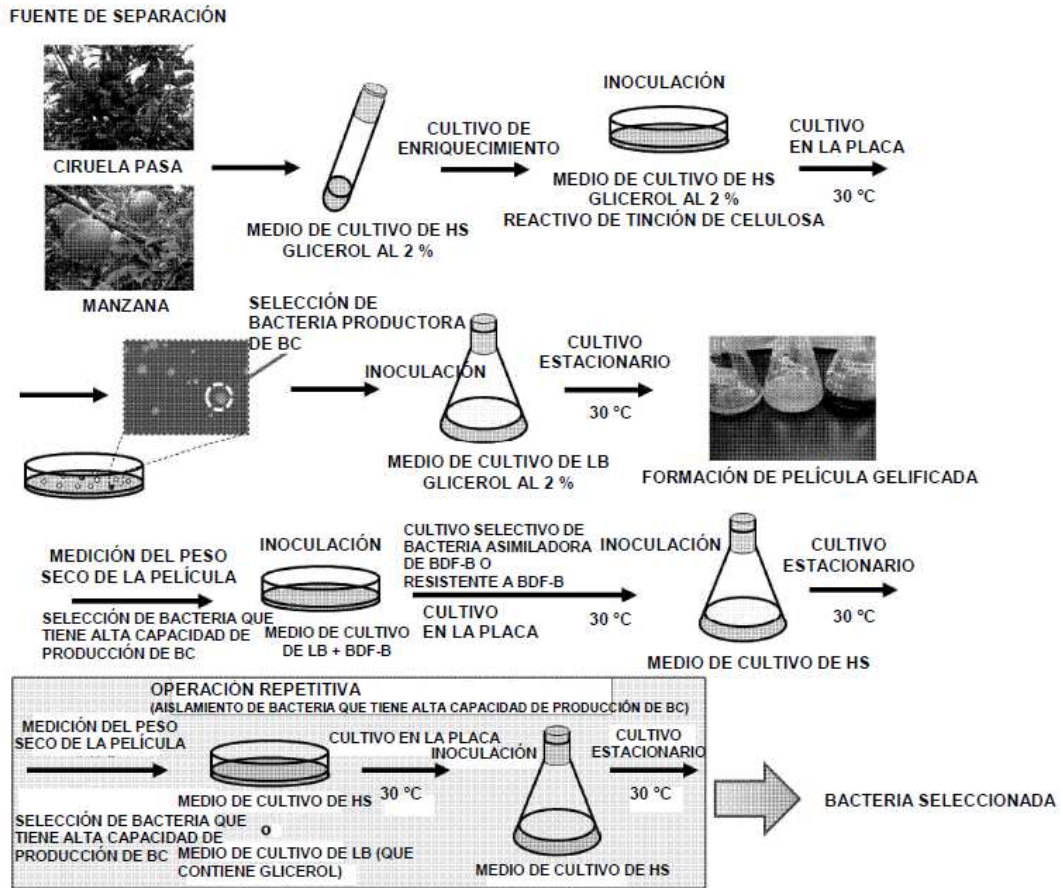 FUENTE DE SEPARACIÓN
CIRUELA PASA
MANZANA
MEDIO DE CULTIVO DE HS
GLICEROL AL 2 %
CULTIVO DE
ENRIQUECIMIENTO
INOCULACIÓN
MEDIO DE CULTIVO DE HS
GLICEROL AL 2 %
REACTIVO DE TINCIÓN DE CELULOSA
CULTIVO
EN LA PLACA
30 °C
SELECCIÓN DE
BACTERIA PRODUCTORA
DE BC
INOCULACIÓN
MEDIO DE CULTIVO DE LB
GLICEROL AL 2 %
CULTIVO
ESTACIONARIO
30 °C
FORMACIÓN DE PELÍCULA GELIFICADA
MEDICIÓN DEL PESO
SECO DE LA PELÍCULA
SELECCIÓN DE BACTERIA QUE
TIENE ALTA CAPACIDAD DE
PRODUCCIÓN DE BC
INOCULACIÓN
MEDIO DE CULTIVO
DE LB + BDF-B
CULTIVO SELECTIVO DE
BACTERIA ASIMILADORA
DE BDF-B O
RESISTENTE A BDF-B
CULTIVO
EN LA PLACA
30 °C
INOCULACIÓN
MEDIO DE CULTIVO DE HS
CULTIVO
ESTACIONARIO
30 °C
OPERACIÓN REPETITIVA
(AISLAMIENTO DE BACTERIA QUE TIENE ALTA CAPACIDAD DE PRODUCCIÓN DE BC)
MEDICIÓN DEL PESO
SECO DE LA PELÍCULA
SELECCIÓN DE BACTERIA QUE
TIENE ALTA CAPACIDAD DE
PRODUCCIÓN DE BC
MEDIO DE CULTIVO DE HS
O
MEDIO DE CULTIVO DE LB (QUE
CONTIENE GLICEROL)
CULTIVO EN LA PLACA
30 °C
INOCULACIÓN
MEDIO DE CULTIVO DE HS
CULTIVO
ESTACIONARIO
30 °C
BACTERIA SELECCIONADA